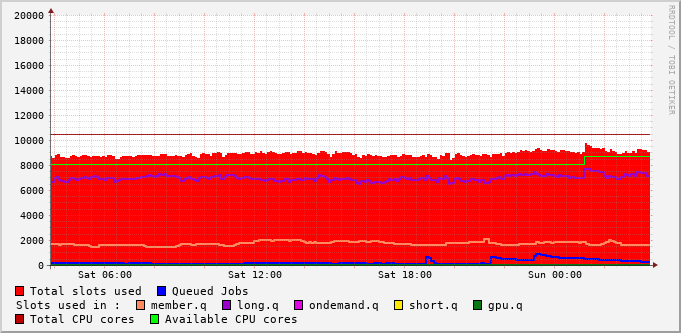 RRDTOOL / TOBI OETIKER
20000
18000
16000
14000
12000
10000
8000
6000
4000
2000
0
Sat 06:00 Sat 12:00 Sat 18:00 Sun 00:00
Total slots used Queued Jobs
Slots used in : member.q long.q ondemand.q short.q gpu.q
Total CPU cores Available CPU cores